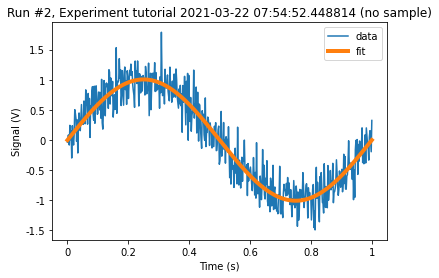 Run #2, Experiment tutorial 2021-03-22 07:54:52.448814 (no sample)
data
fit
1.5
1
0.5
0
-0.5
-1
-1.5
Signal (V)
0
0.2
0.4
0.6
0.8
1
Time (s)